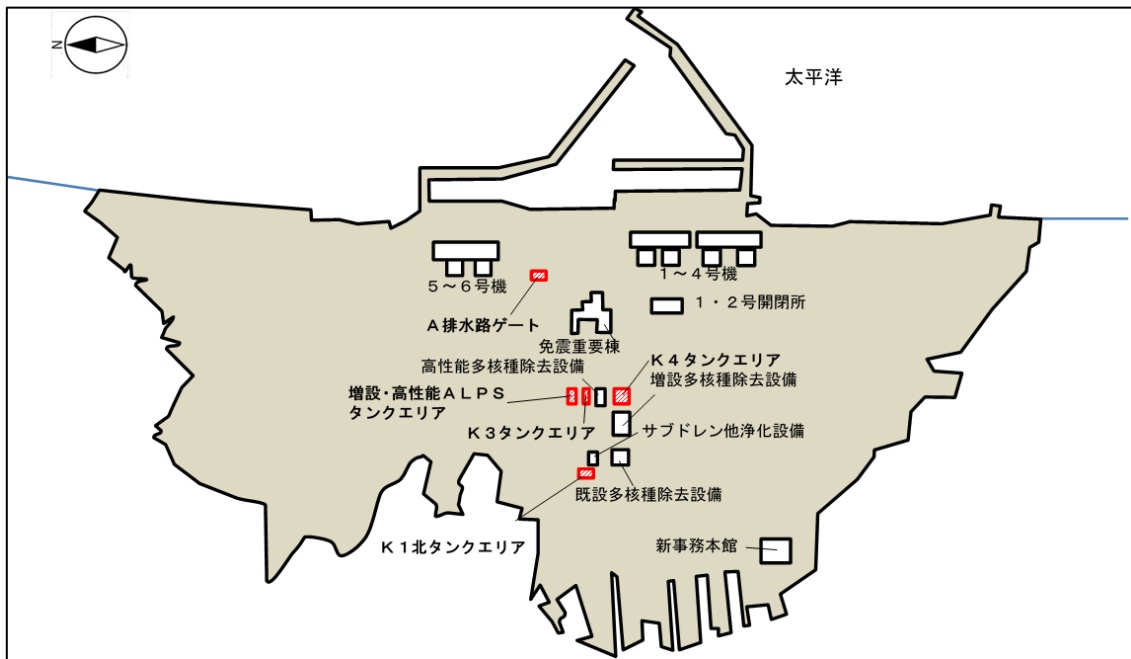 N
太平洋
５～６号機
１～４号機
１・２号開閉所
Ａ排水路ゲート
免震重要棟
高性能多核種除去設備
Ｋ４タンクエリア
増設多核種除去設備
増設・高性能ＡＬＰＳ
タンクエリア
Ｋ３タンクエリア
サブドレン他浄化設備
既設多核種除去設備
Ｋ１北タンクエリア
新事務本館